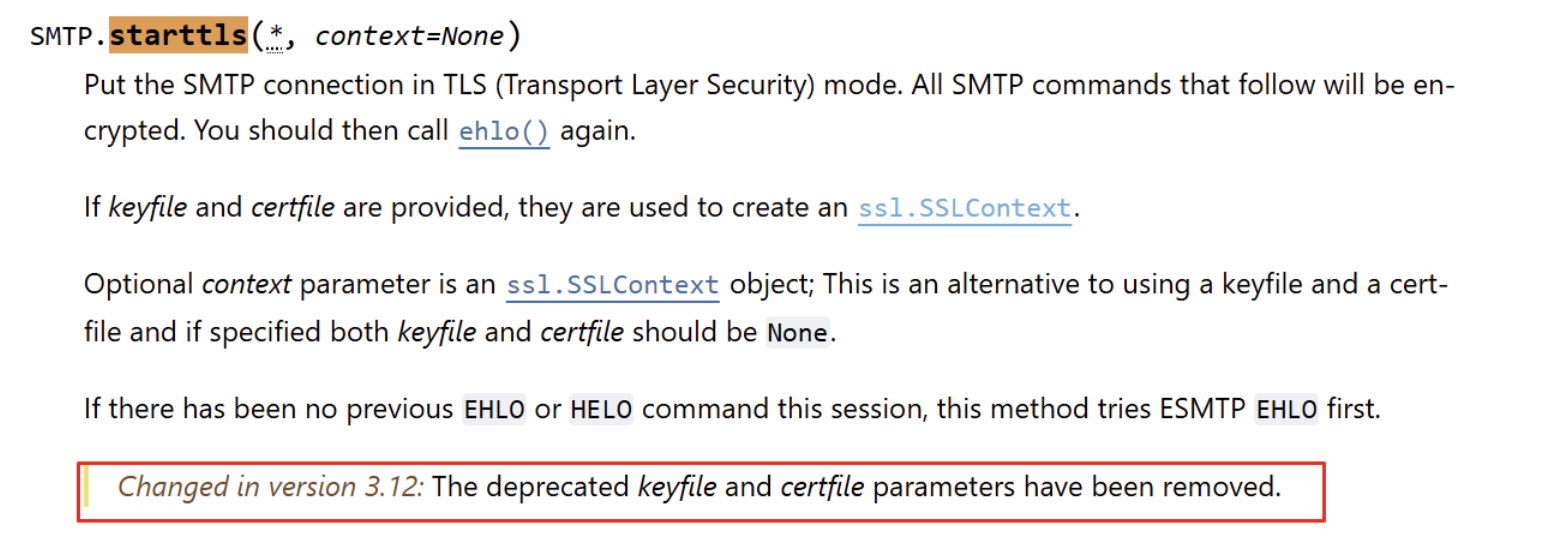 SMTP.starttls(*, context=None)
Put the SMTP connection in TLS (Transport Layer Security) mode. All SMTP commands that follow will be en-
crypted. You should then call ehlo() again.
If keyfile and certfile are provided, they are used to create an ssl.SSLContext.
Optional context parameter is an ssl.SSLContext object; This is an alternative to using a keyfile and a cert-
file and if specified both keyfile and certfile should be None.
If there has been no previous EHLO or HELO command this session, this method tries ESMTP EHLO first.
Changed in version 3.12: The deprecated keyfile and certfile parameters have been removed.